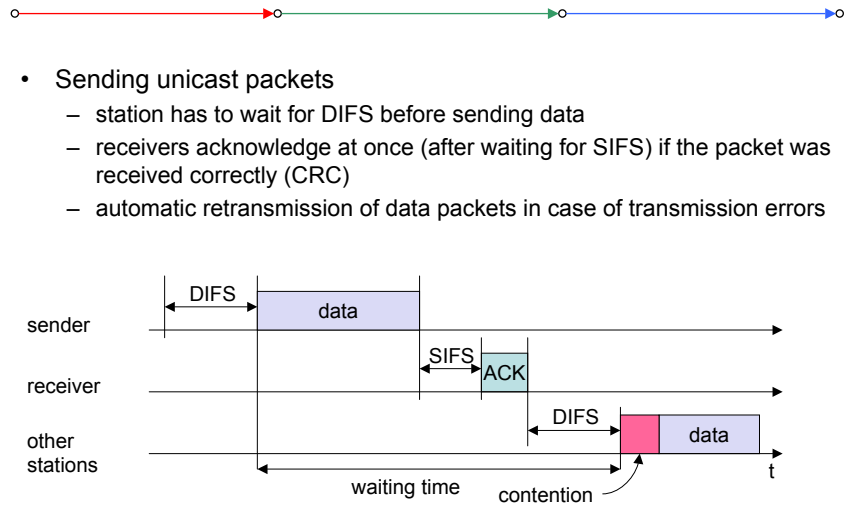 • Sending unicast packets
– station has to wait for DIFS before sending data
– receivers acknowledge at once (after waiting for SIFS) if the packet was
received correctly (CRC)
– automatic retransmission of data packets in case of transmission errors
DIFS
data
sender
SIFS
ACK
receiver
DIFS
data
other
stations
t
waiting time
contention